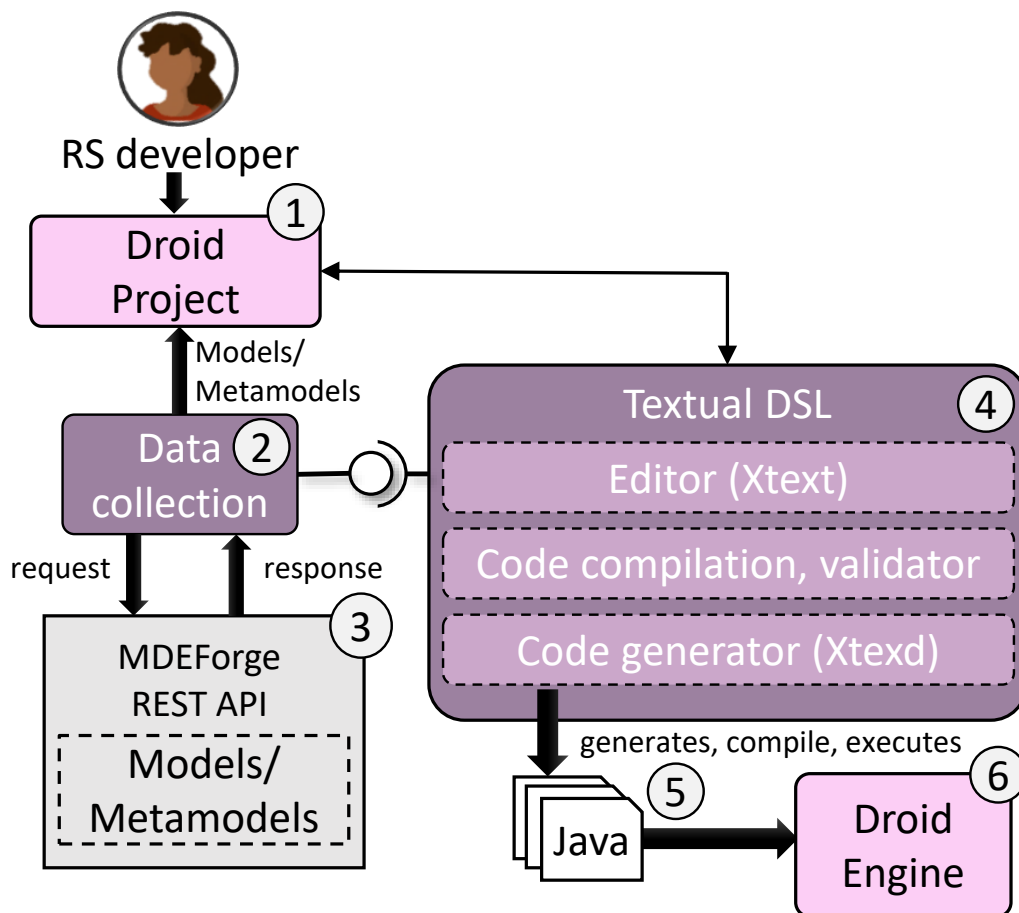 RS developer
1
Droid
Project
Models/
Metamodels
2
Data
collection
request
response
3
MDEForge
REST API
Models/
Metamodels
Textual DSL
4
Editor (Xtext)
Code compilation, validator
Code generator (Xtexd)
generates, compile, executes
5
Java
6
Droid
Engine